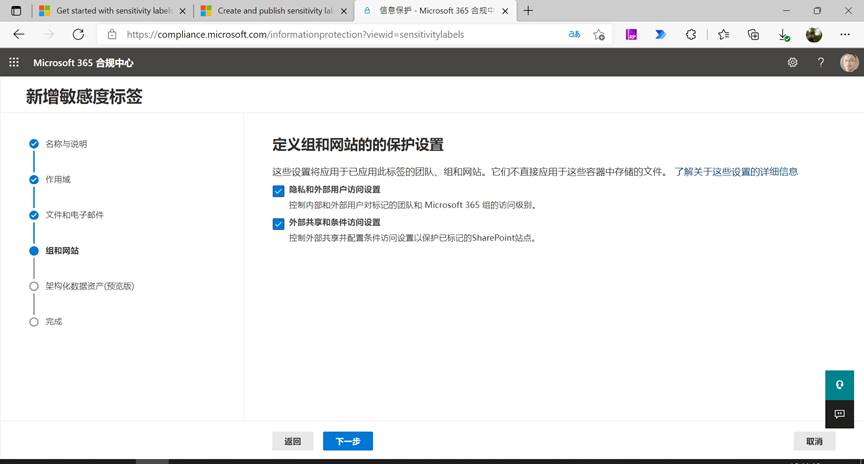 Get started with sensitivity labels
Create and publish sensitivity la
信息保护 - Microsoft 365 合规中
https://compliance.microsoft.com/informationprotection?viewid=sensitivitylabels
Microsoft 365 合规中心
新增敏感度标签
名称与说明
作用域
文件和电子邮件
组和网站
架构化数据资产(预览版)
完成
定义组和网站的的保护设置
这些设置将应用于已应用此标签的团队、组和网站。它们不直接应用于这些容器中存储的文件。 了解关于这些设置的详细信息
隐私和外部用户访问设置
控制内部和外部用户对标记的团队和 Microsoft 365 组的访问级别。
外部共享和条件访问设置
控制外部共享并配置条件访问设置以保护已标记的SharePoint站点。
返回
下一步
取消